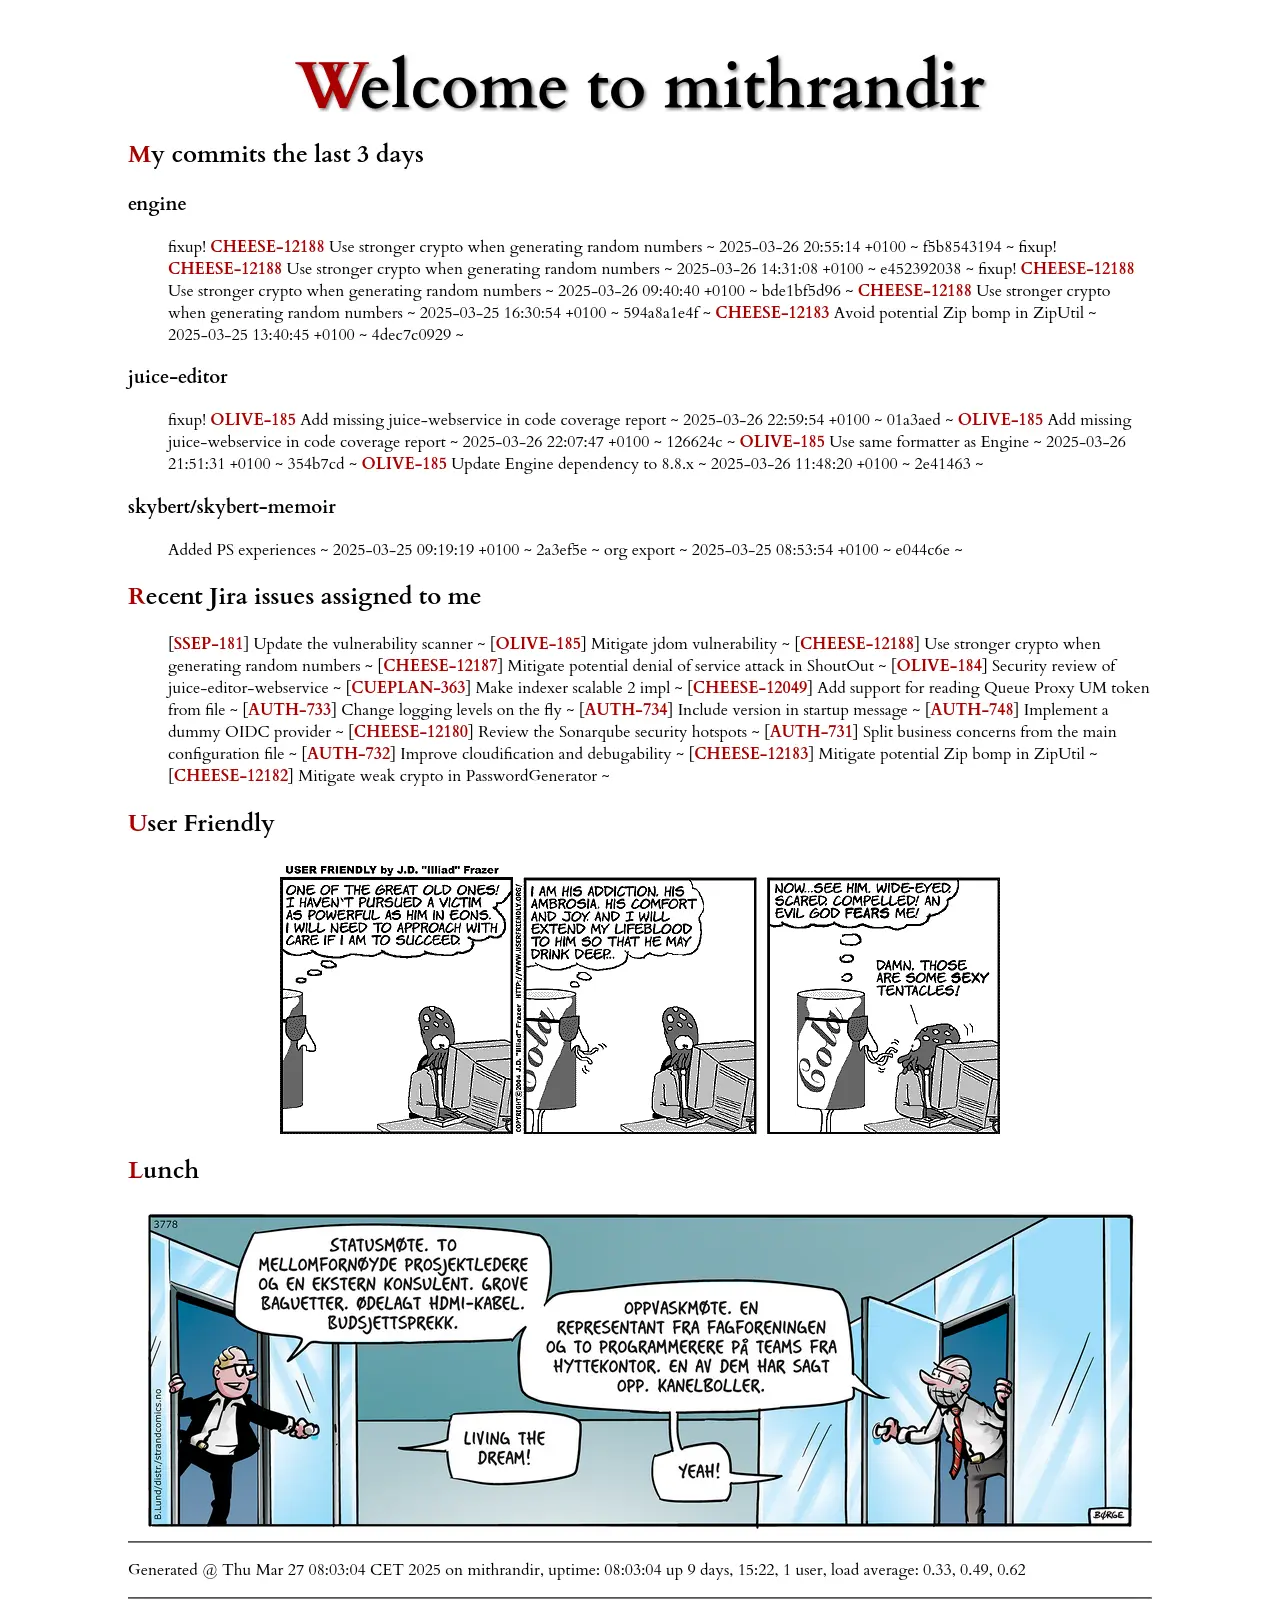 Welcome to mithrandir
My commits the last 3 days
engine
fixup! CHEESE-12188 Use stronger crypto when generating random numbers ~ 2025-03-26 20:55:14 +0100 ~ f5b8543194 ~ fixup!
CHEESE-12188 Use stronger crypto when generating random numbers ~ 2025-03-26 14:31:08 +0100 ~ e452392038 ~ fixup! CHEESE-12188
Use stronger crypto when generating random numbers ~ 2025-03-26 09:40:40 +0100 ~ bde1bf5d96 ~ CHEESE-12188 Use stronger crypto
when generating random numbers ~ 2025-03-25 16:30:54 +0100 ~ 594a8a1e4f ~ CHEESE-12183 Avoid potential Zip bomp in ZipUtil ~
2025-03-25 13:40:45 +0100 ~ 4dec7c0929 ~
juice-editor
fixup! OLIVE-185 Add missing juice-webservice in code coverage report ~ 2025-03-26 22:59:54 +0100 ~ 01a3aed ~ OLIVE-185 Add missing
juice-webservice in code coverage report ~ 2025-03-26 22:07:47 +0100 ~ 126624c ~ OLIVE-185 Use same formatter as Engine ~ 2025-03-26
21:51:31 +0100 ~ 354b7cd ~ OLIVE-185 Update Engine dependency to 8.8.x ~ 2025-03-26 11:48:20 +0100 ~ 2e41463 ~
skybert/skybert-memoir
Added PS experiences ~ 2025-03-25 09:19:19 +0100 ~ 2a3ef5e ~ org export ~ 2025-03-25 08:53:54 +0100 ~ e044c6e ~
Recent Jira issues assigned to me
[SSEP-181] Update the vulnerability scanner ~ [OLIVE-185] Mitigate jdom vulnerability ~ [CHEESE-12188] Use stronger crypto when
generating random numbers ~ [CHEESE-12187] Mitigate potential denial of service attack in ShoutOut ~ [OLIVE-184] Security review of
juice-editor-webservice ~ [CUEPLAN-363] Make indexer scalable 2 impl ~ [CHEESE-12049] Add support for reading Queue Proxy UM token
from file ~ [AUTH-733] Change logging levels on the fly ~ [AUTH-734] Include version in startup message ~ [AUTH-748] Implement a
dummy OIDC provider ~ [CHEESE-12180] Review the Sonarqube security hotspots ~ [AUTH-731] Split business concerns from the main
configuration file ~ [AUTH-732] Improve cloudification and debugability ~ [CHEESE-12183] Mitigate potential Zip bomp in ZipUtil ~
[CHEESE-12182] Mitigate weak crypto in PasswordGenerator ~
User Friendly
USER FRIENDLY by J.D. "Illiad" Frazer
ONE OF THE GREAT OLD ONES!
I HAVEN'T PURSUED A VICTIM
AS POWERFUL AS HIM IN EONS.
I WILL NEED TO APPROACH WITH
CARE IF I AM TO SUCCEED.
COPYRIGHT © 2004 J.D. "Illiad" Frazer HTTP://WWW.USERFRIENDLY.ORG/
I AM HIS ADDICTION. HIS
AMBROSIA. HIS COMFORT
AND JOY AND I WILL
EXTEND MY LIFEBLOOD
TO HIM SO THAT HE MAY
DRINK DEEP...
Cola
NOW...SEE HIM. WIDE-EYED.
SCARED. COMPELLED! AN
EVIL GOD FEARS ME!
DAMN. THOSE
ARE SOME SEXY
TENTACLES!
Cola
Lunch
3778
STATUSMØTE. TO
MELLOMFORNØYDE PROSJEKTLEDERE
OG EN EKSTERN KONSULENT. GROVE
BAGUETTER. ØDELAGT HDMI-KABEL.
BUDSJETTSPREKK.
OPPVASKMØTE. EN
REPRESENTANT FRA FAGFORENINGEN
OG TO PROGRAMMERERE PÅ TEAMS FRA
HYTTEKONTOR. EN AV DEM HAR SAGT
OPP. KANELBOLLER.
LIVING THE
DREAM!
YEAH!
B.Lund/distr./strandcomics.no
BØRGE
Generated @ Thu Mar 27 08:03:04 CET 2025 on mithrandir, uptime: 08:03:04 up 9 days, 15:22, 1 user, load average: 0.33, 0.49, 0.62